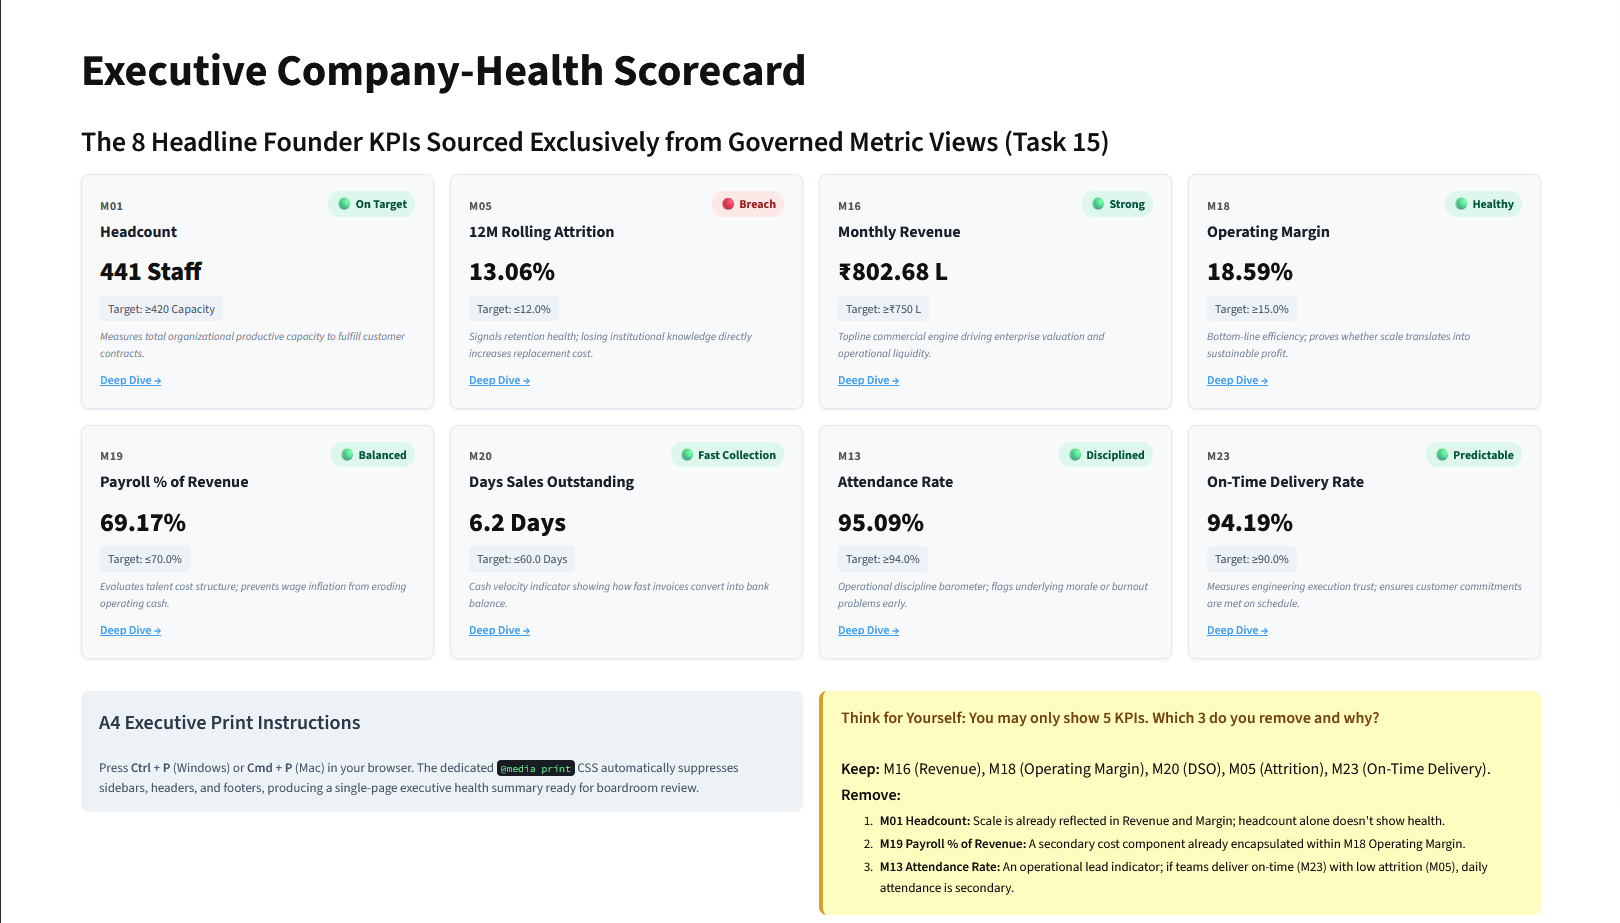 Executive Company-Health Scorecard
The 8 Headline Founder KPIs Sourced Exclusively from Governed Metric Views (Task 15)
M01
On Target
Headcount
441 Staff
Target: ≥420 Capacity
Measures total organizational productive capacity to fulfill customer
contracts.
Deep Dive →
M05
Breach
12M Rolling Attrition
13.06%
Target: ≤12.0%
Signals retention health; losing institutional knowledge directly
increases replacement cost.
Deep Dive →
M16
Strong
Monthly Revenue
₹802.68 L
Target: ≥₹750 L
Topline commercial engine driving enterprise valuation and
operational liquidity.
Deep Dive →
M18
Healthy
Operating Margin
18.59%
Target: ≥15.0%
Bottom-line efficiency; proves whether scale translates into
sustainable profit.
Deep Dive →
M19
Balanced
Payroll % of Revenue
69.17%
Target: ≤70.0%
Evaluates talent cost structure; prevents wage inflation from eroding
operating cash.
Deep Dive →
M20
Fast Collection
Days Sales Outstanding
6.2 Days
Target: ≤60.0 Days
Cash velocity indicator showing how fast invoices convert into bank
balance.
Deep Dive →
M13
Disciplined
Attendance Rate
95.09%
Target: ≥94.0%
Operational discipline barometer; flags underlying morale or burnout
problems early.
Deep Dive →
M23
Predictable
On-Time Delivery Rate
94.19%
Target: ≥90.0%
Measures engineering execution trust; ensures customer commitments
are met on schedule.
Deep Dive →
A4 Executive Print Instructions
Press Ctrl + P (Windows) or Cmd + P (Mac) in your browser. The dedicated @media print CSS automatically suppresses
sidebars, headers, and footers, producing a single-page executive health summary ready for boardroom review.
Think for Yourself: You may only show 5 KPIs. Which 3 do you remove and why?
Keep: M16 (Revenue), M18 (Operating Margin), M20 (DSO), M05 (Attrition), M23 (On-Time Delivery).
Remove:
1. M01 Headcount: Scale is already reflected in Revenue and Margin; headcount alone doesn't show health.
2. M19 Payroll % of Revenue: A secondary cost component already encapsulated within M18 Operating Margin.
3. M13 Attendance Rate: An operational lead indicator; if teams deliver on-time (M23) with low attrition (M05), daily
attendance is secondary.